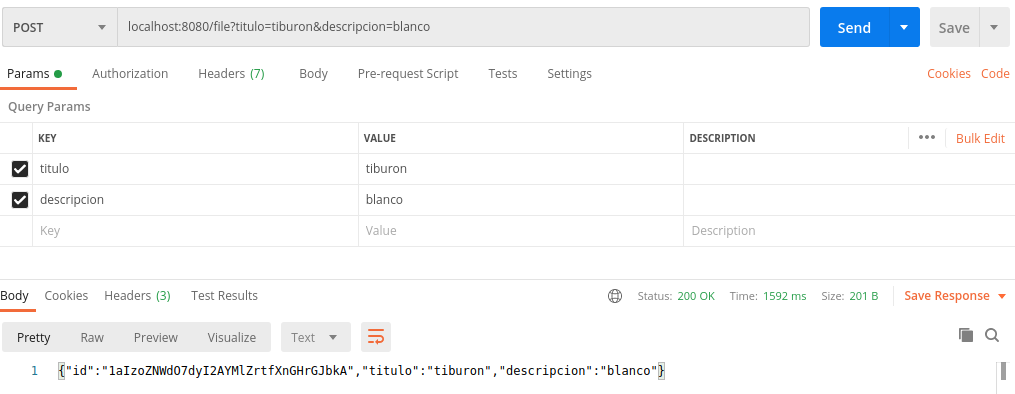 POST localhost:8080/file?titulo=tiburon&descripcion=blanco Send Save
Params Authorization Headers (7) Body Pre-request Script Tests Settings Cookies Code
Query Params
KEY VALUE DESCRIPTION ••• Bulk Edit
titulo tiburon
descripcion blanco
Key Value Description
Body Cookies Headers (3) Test Results Status: 200 OK Time: 1592 ms Size: 201 B Save Response
Pretty Raw Preview Visualize Text
1 {"id":"1aIzoZNWdO7dyI2AYMlZrtfXnGHrGJbkA","titulo":"tiburon","descripcion":"blanco"}